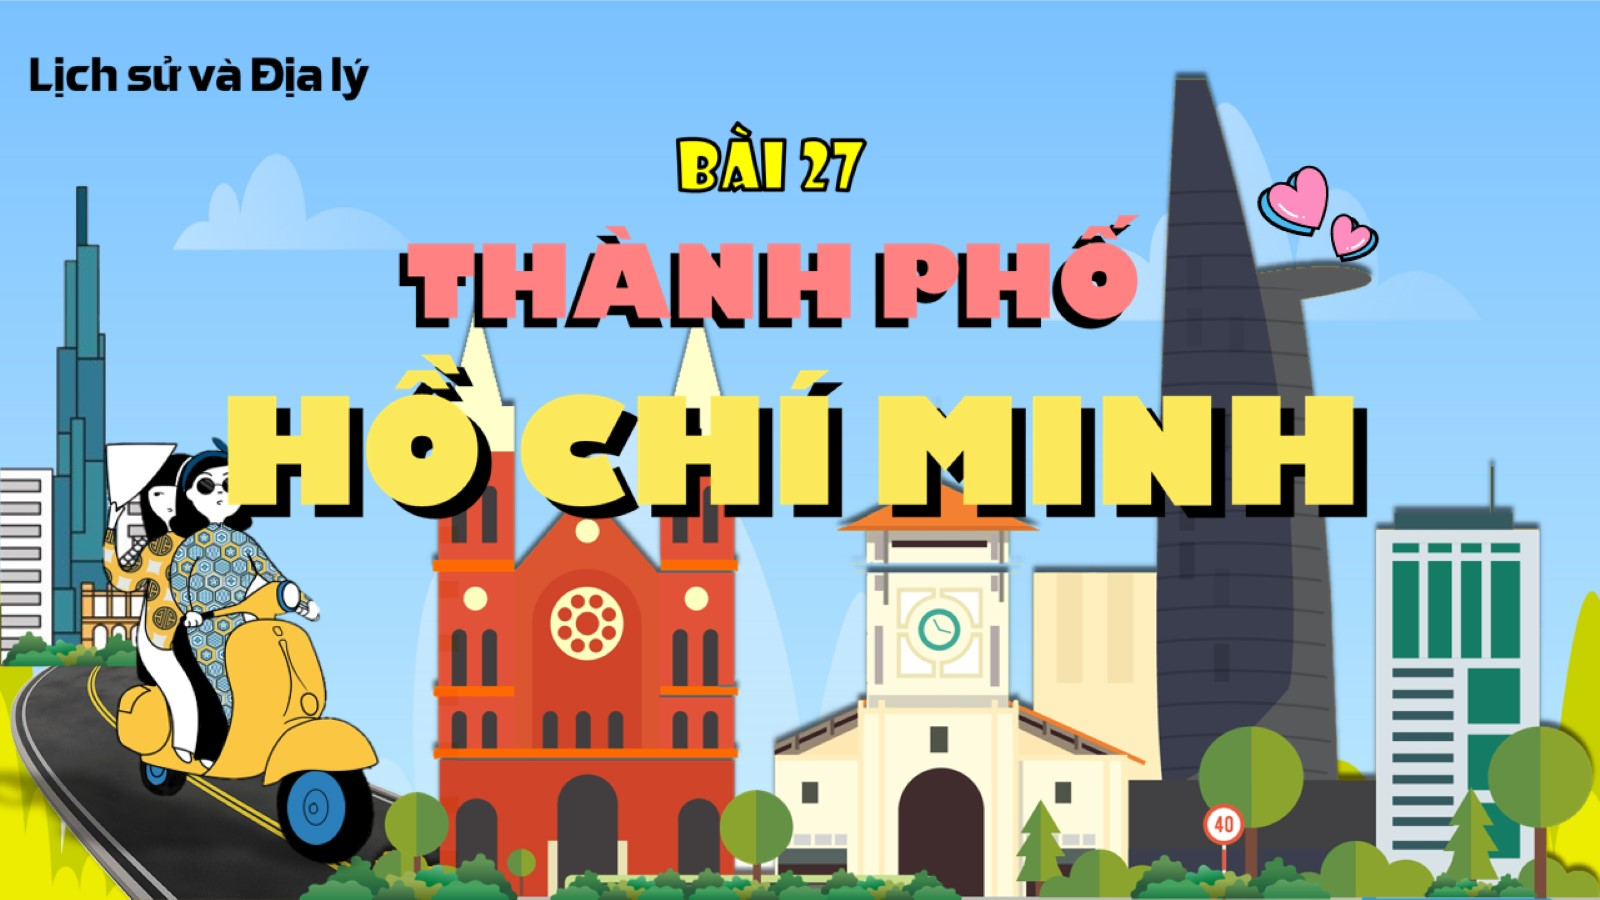 Lịch sử và Địa lý
BÀI 27
THÀNH PHỐ
HỒ CHÍ MINH
40